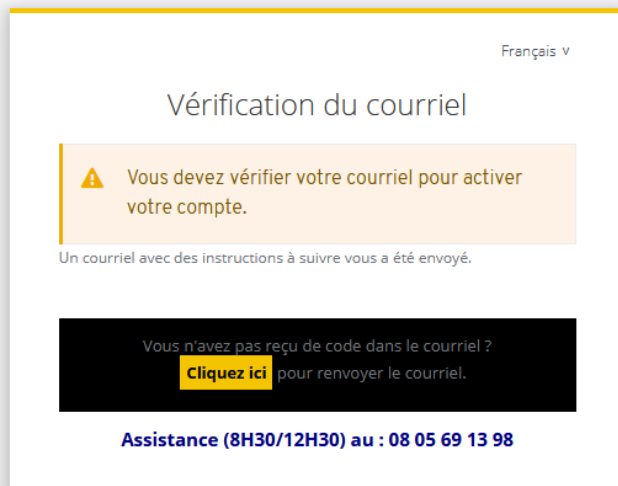 Français v
Vérification du courriel
Vous devez vérifier votre courriel pour activer
votre compte.
Un courriel avec des instructions à suivre vous a été envoyé.
Vous n'avez pas reçu de code dans le courriel ?
Cliquez ici pour renvoyer le courriel.
Assistance (8H30/12H30) au : 08 05 69 13 98